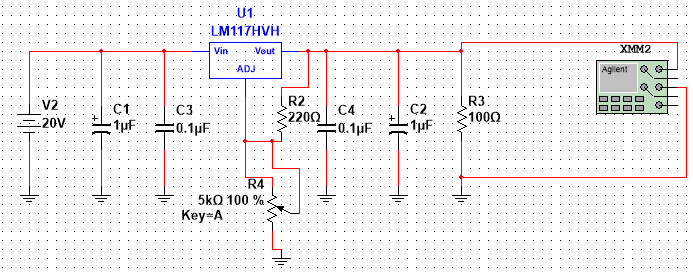 U1
LM117HVH
Vin
Vout
ADJ
XMM2
Agilent
V2
20V
C1
1µF
C3
0.1µF
R2
220Ω
C4
0.1µF
C2
1µF
R3
100Ω
R4
5kΩ 100 %
Key=A